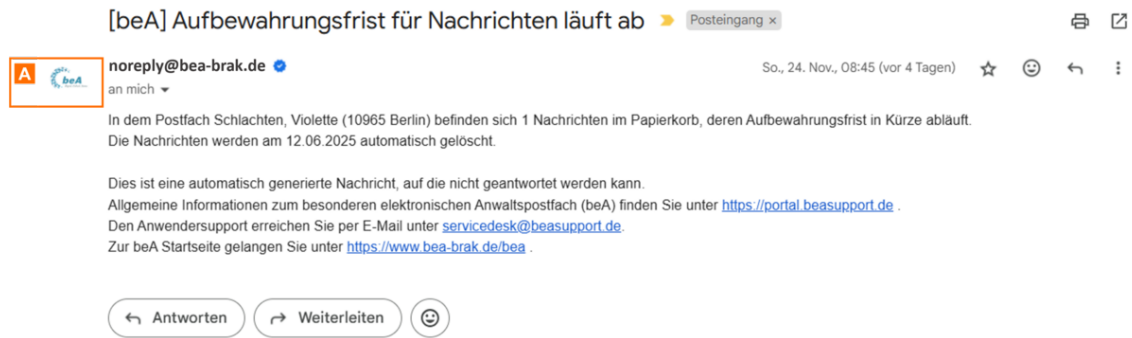 [beA] Aufbewahrungsfrist für Nachrichten läuft ab Posteingang ×
A beA noreply@bea-brak.de So., 24. Nov., 08:45 (vor 4 Tagen)
an mich
In dem Postfach Schlachten, Violette (10965 Berlin) befinden sich 1 Nachrichten im Papierkorb, deren Aufbewahrungsfrist in Kürze abläuft.
Die Nachrichten werden am 12.06.2025 automatisch gelöscht.
Dies ist eine automatisch generierte Nachricht, auf die nicht geantwortet werden kann.
Allgemeine Informationen zum besonderen elektronischen Anwaltspostfach (beA) finden Sie unter https://portal.beasupport.de .
Den Anwendersupport erreichen Sie per E-Mail unter servicedesk@beasupport.de.
Zur beA Startseite gelangen Sie unter https://www.bea-brak.de/bea .
Antworten Weiterleiten